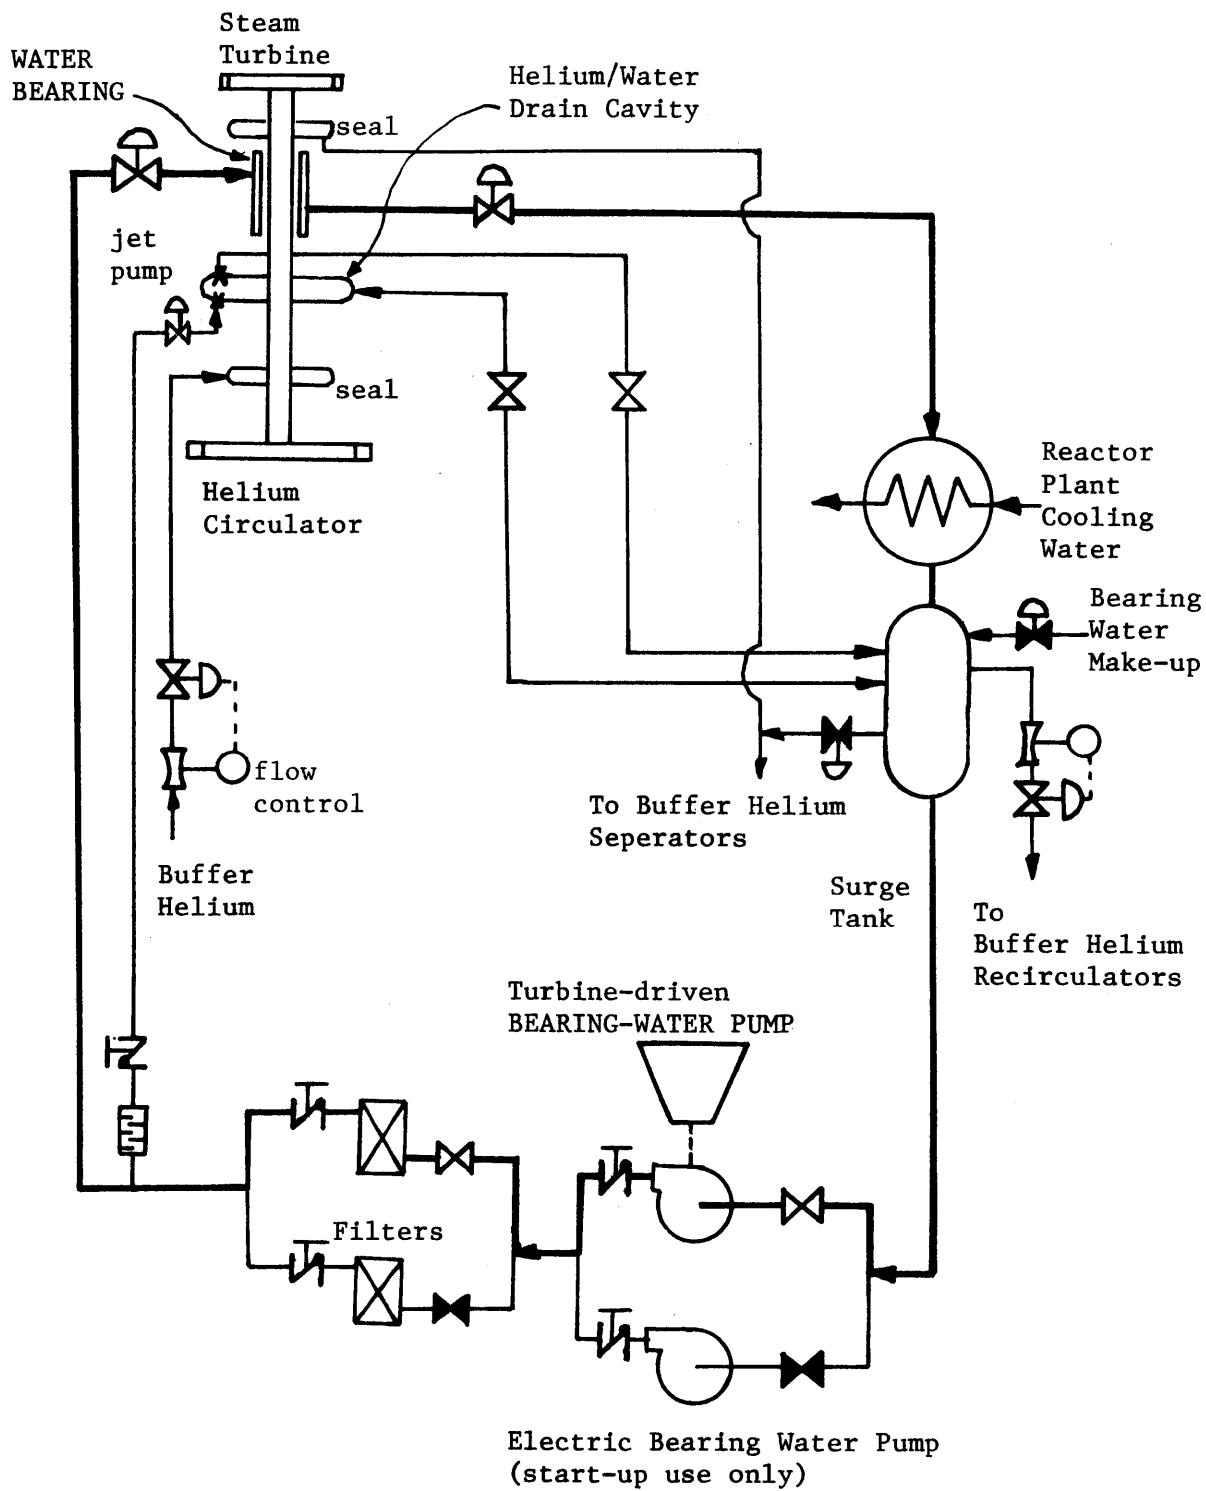 Steam
Turbine
WATER
BEARING
Helium/Water
Drain Cavity
seal
jet
pump
seal
Helium
Circulator
Reactor
Plant
Cooling
Water
Bearing
Water
Make-up
flow
control
To Buffer Helium
Seperators
Buffer
Helium
Surge
Tank
To
Buffer Helium
Recirculators
Turbine-driven
BEARING-WATER PUMP
Filters
Electric Bearing Water Pump
(start-up use only)